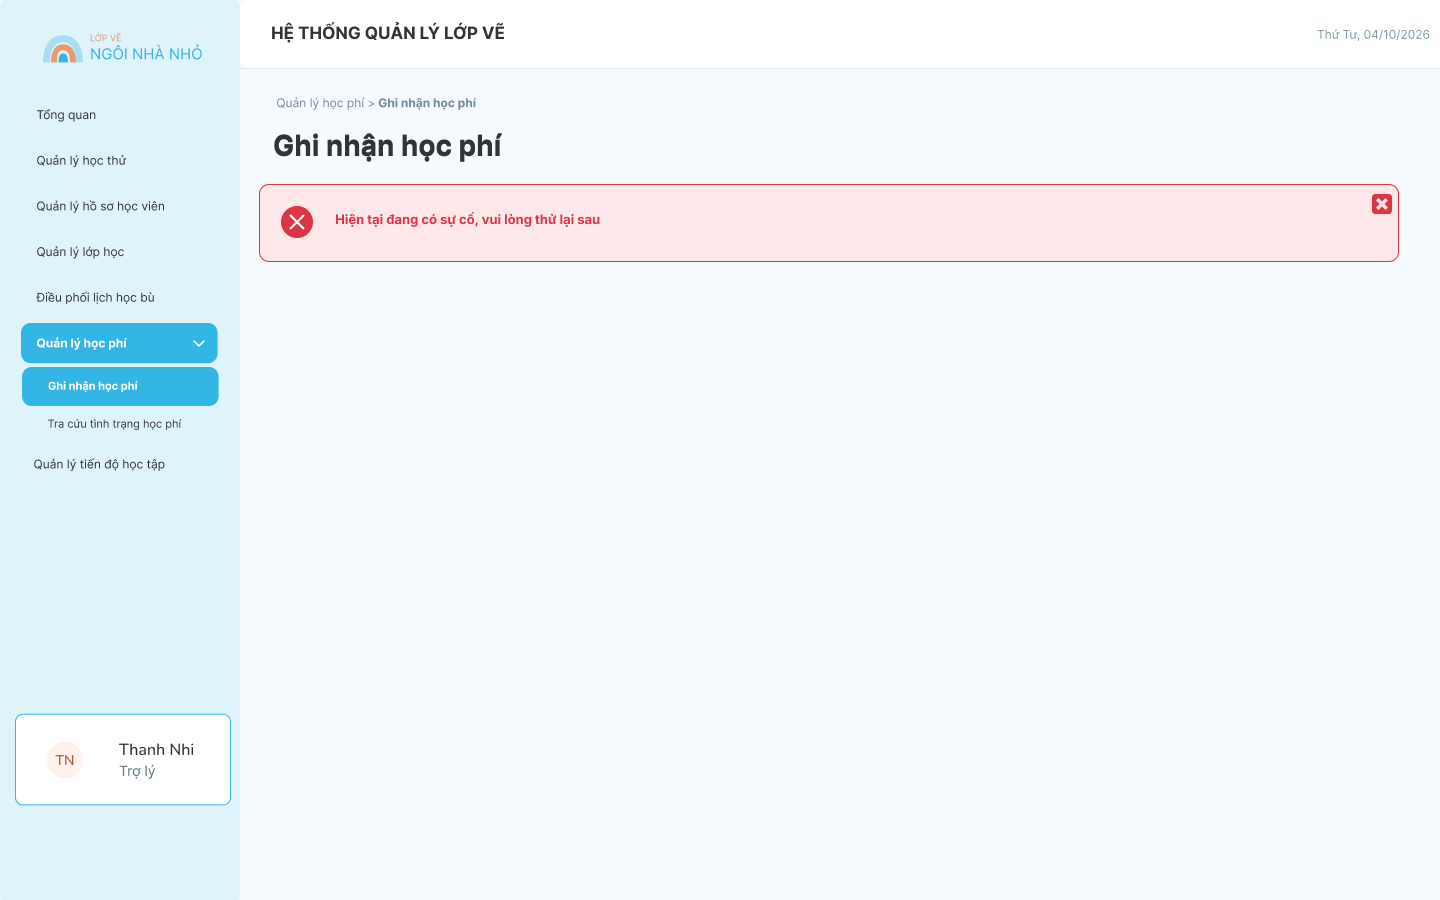 LỚP VẼ
NGÔI NHÀ NHỎ
Tổng quan
Quản lý học thử
Quản lý hồ sơ học viên
Quản lý lớp học
Điều phối lịch học bù
Quản lý học phí
Ghi nhận học phí
Tra cứu tình trạng học phí
Quản lý tiến độ học tập
TN
Thanh Nhi
Trợ lý
HỆ THỐNG QUẢN LÝ LỚP VẼ
Thứ Tư, 04/10/2026
Quản lý học phí > Ghi nhận học phí
Ghi nhận học phí
Hiện tại đang có sự cố, vui lòng thử lại sau